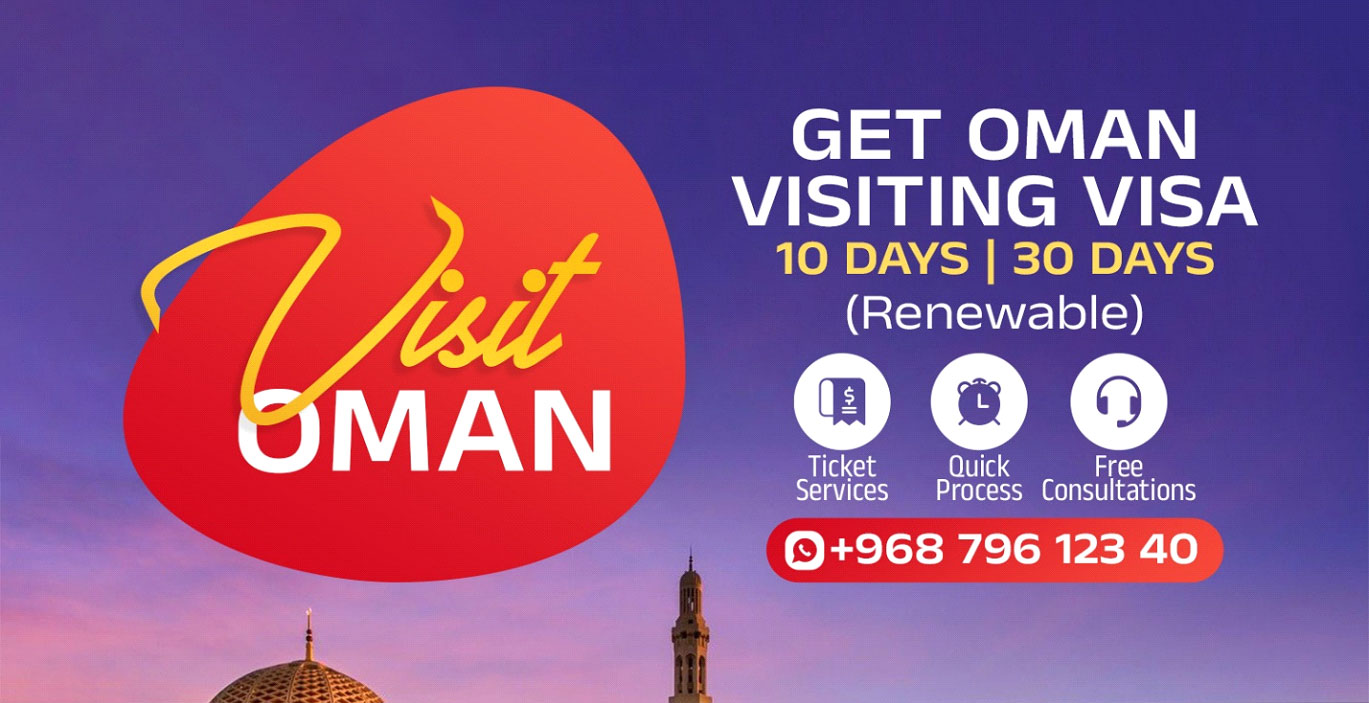 Visit
OMAN
GET OMAN
VISITING VISA
10 DAYS | 30 DAYS
(Renewable)
Ticket
Services
Quick
Process
Free
Consultations
+968 796 123 40